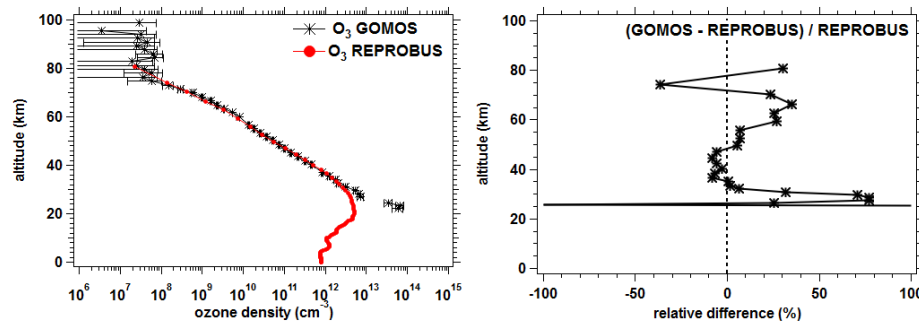 O3 GOMOS
O3 REPROBUS
100
80
60
40
20
0
altitude (km)
10^6 10^7 10^8 10^9 10^10 10^11 10^12 10^13 10^14 10^15
ozone density (cm^-3)
(GOMOS - REPROBUS) / REPROBUS
100
80
60
40
20
0
altitude (km)
-100 -50 0 50 100
relative difference (%)